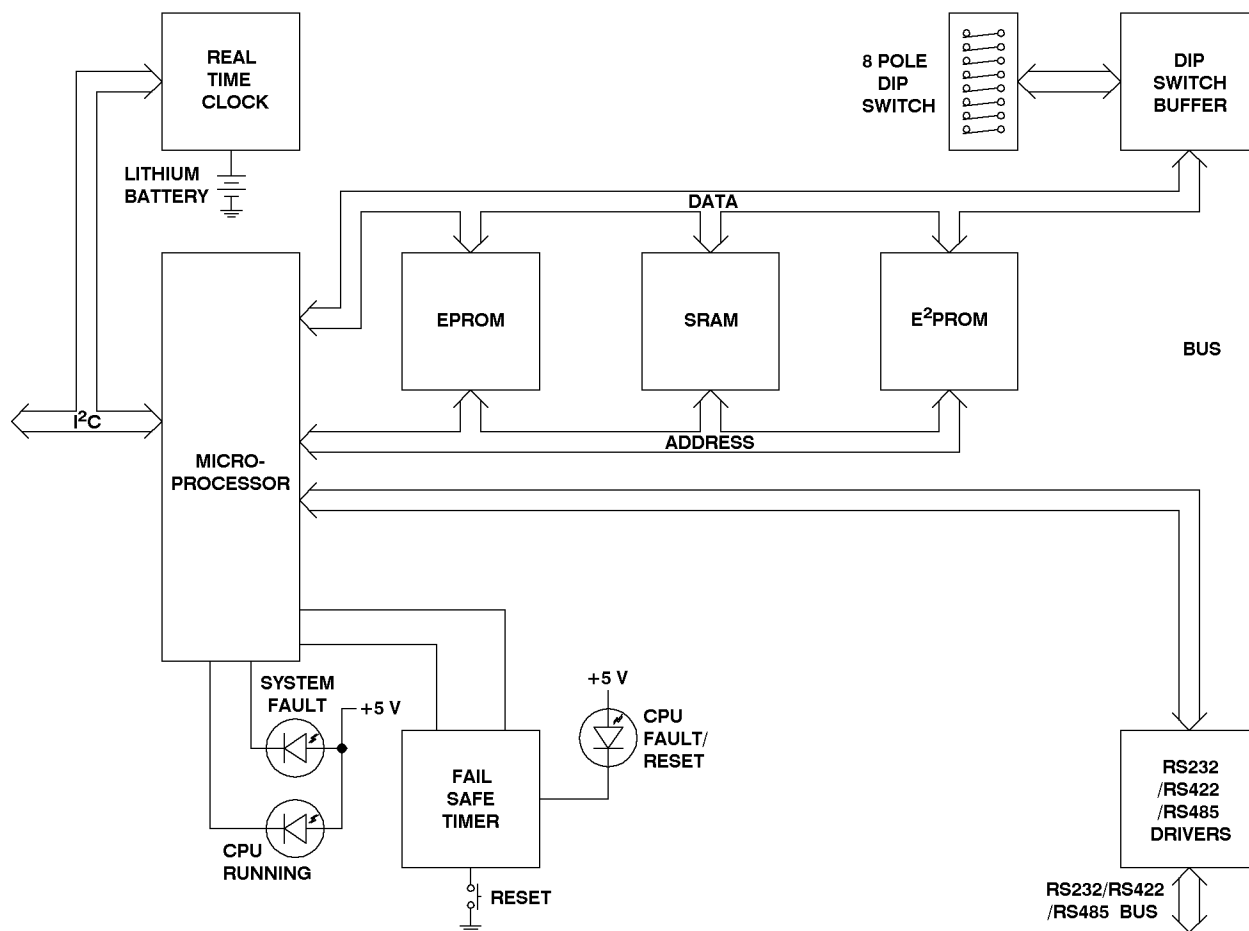 REAL
TIME
CLOCK
8 POLE
DIP
SWITCH
DIP
SWITCH
BUFFER
LITHIUM
BATTERY
DATA
EPROM
SRAM
E²PROM
BUS
I²C
ADDRESS
MICRO-
PROCESSOR
SYSTEM
FAULT
+5 V
+5 V
CPU
FAULT/
RESET
FAIL
SAFE
TIMER
RS232
/RS422
/RS485
DRIVERS
CPU
RUNNING
RESET
RS232/RS422
/RS485 BUS